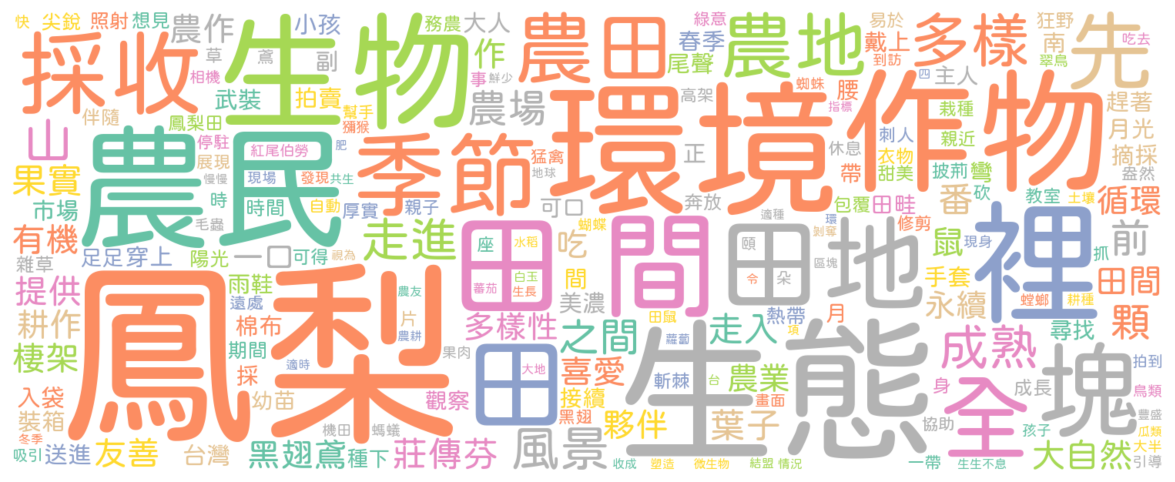 快 尖銳 照射 想見 農作 小孩 務農 大人 農田 綠意 農地 易於 多樣 狂野 先 吃去
草 鳶 副 作 春季 戴上 南 到訪 翠鳥
採收 生物 相機 事 鮮少 尾聲 蜘蛛 四 主人
伴隨 武裝 拍賣 幫手 農場 高架 腰 指標 栽種 趕著
山 鳳梨田 獼猴 環境 作物 月光
停駐 紅尾伯勞 肥 季節 猛禽 正 休息 刺人 親近 摘採
農民 展現 地球 帶 衣物 盎然
果實 慢慢 現場 發現 共生 甜美 披荊 彎
市場 時 時間 自動 厚實 親子 可口 奔放 包覆 田畦 番 砍 教室 土壤 循環
毛蟲 蝴蝶 適種 環 剝奪 修剪
有機 足足 穿上 陽光 一口 可得 走進 田 座 水稻 吃 間 田 頤 地 鼠 現身 裡 抓 前
雜草 雨鞋 白玉 間 區塊
提供 遠處 視為 農友 蕃茄 生長 美濃 令 朵 手套 螳螂 耕種 田間
鳳梨 棉布 片 多樣性 田鼠 之間 走入 熱帶 月 永續 尋找 顆
耕作 期間 農耕 蘿蔔 項 生態
棲架 適時 果肉 田 大地 成熟 塊 拍到
入袋 採 喜愛 斬棘 台 農業 身 成長 鳥類
裝箱 幼苗 觀察 接續 黑翅 夥伴 畫面 葉子 全 豐盛
冬季 機田 螞蟻 協助 孩子 瓜類
吸引 送進 友善 台灣 黑翅鳶 種下 莊傳芬 風景 收成 塑造 微生物 結盟 情況 一帶 生生不息 大自然 大半 引導